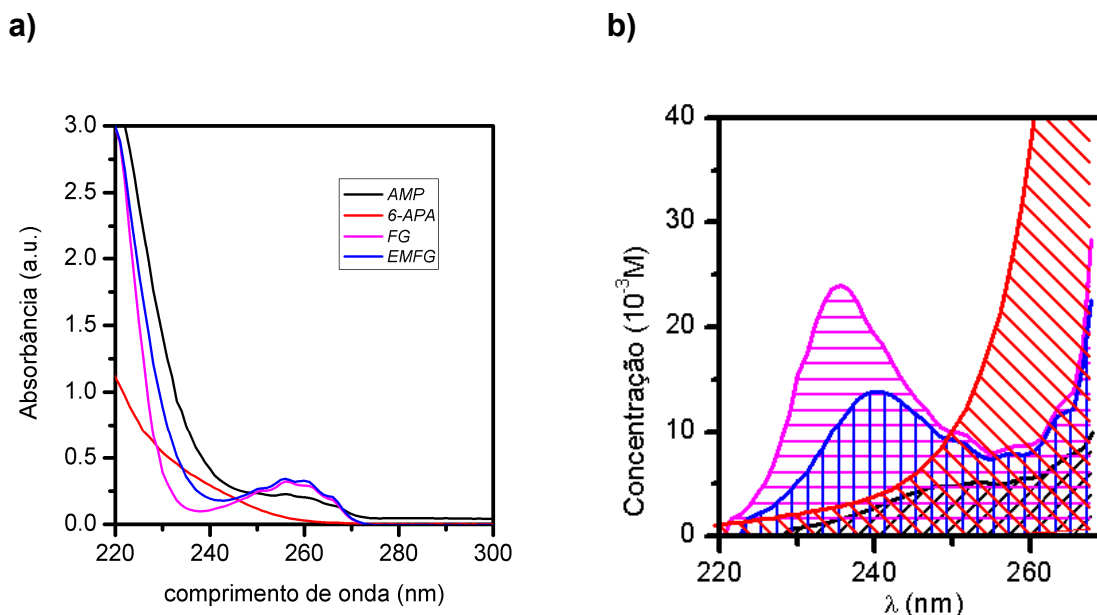 a)
b)
3.0
2.5
2.0
1.5
1.0
0.5
0.0
220
240
260
280
300
Absorbância (a.u.)
comprimento de onda (nm)
AMP
6-APA
FG
EMFG
40
30
20
10
0
220
240
260
Concentração (10⁻³M)
λ (nm)